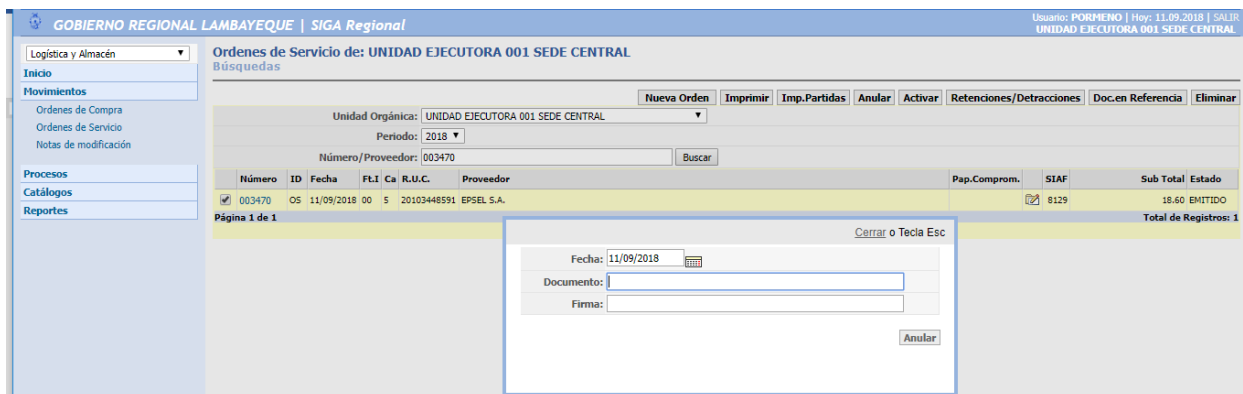 GOBIERNO REGIONAL LAMBAYEQUE | SIGA Regional
Usuario: PORMENO | Hoy: 11.09.2018 | SALIR
UNIDAD EJECUTORA 001 SEDE CENTRAL
Logística y Almacén
Inicio
Movimientos
Ordenes de Compra
Ordenes de Servicio
Notas de modificación
Procesos
Catálogos
Reportes
Ordenes de Servicio de: UNIDAD EJECUTORA 001 SEDE CENTRAL
Búsquedas
Nueva Orden Imprimir Imp.Partidas Anular Activar Retenciones/Detracciones Doc.en Referencia Eliminar
Unidad Orgánica: UNIDAD EJECUTORA 001 SEDE CENTRAL
Periodo: 2018
Número/Proveedor: 003470 Buscar
Número ID Fecha Ft.I Ca R.U.C. Proveedor Pap.Comprom. SIAF Sub Total Estado
003470 OS 11/09/2018 00 5 20103448591 EPSEL S.A. 8129 18.60 EMITIDO
Página 1 de 1 Total de Registros: 1
Cerrar o Tecla Esc
Fecha: 11/09/2018
Documento:
Firma:
Anular